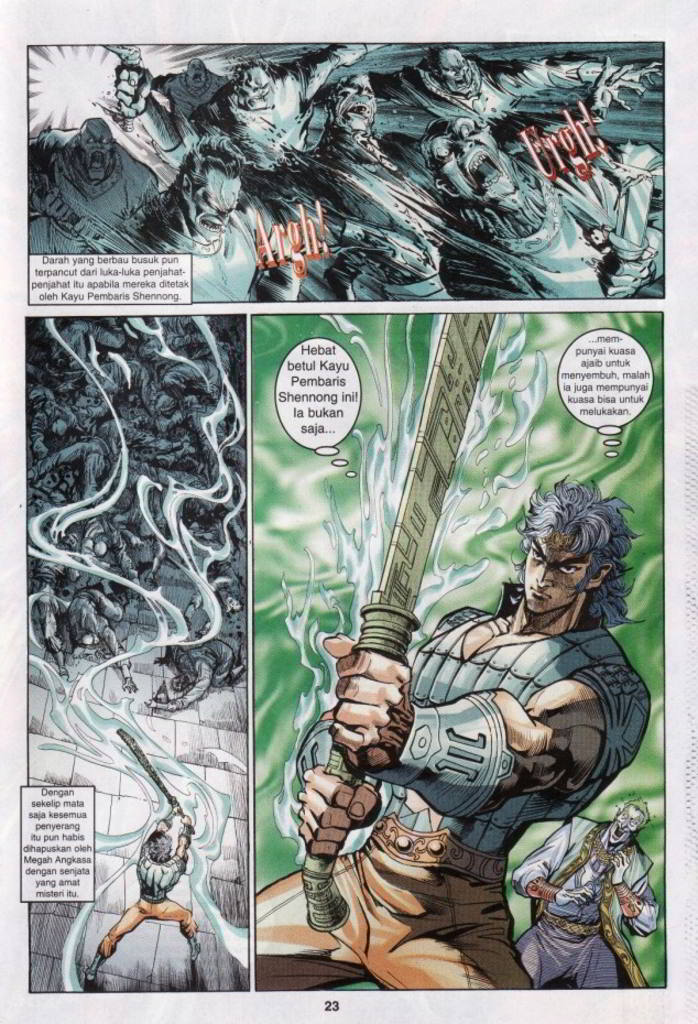 Argh!
Urgh!
Darah yang berbau busuk pun
terpancut dari luka-luka penjahat-
penjahat itu apabila mereka ditetak
oleh Kayu Pembaris Shennong.
Hebat
betul Kayu
Pembaris
Shennong ini!
Ia bukan
saja...
...mem-
punyai kuasa
ajaib untuk
menyembuh, malah
ia juga mempunyai
kuasa bisa untuk
melukakan.
Dengan
sekelip mata
saja kesemua
penyerang
itu pun habis
dihapuskan oleh
Megah Angkasa
dengan senjata
yang amat
misteri itu.
23